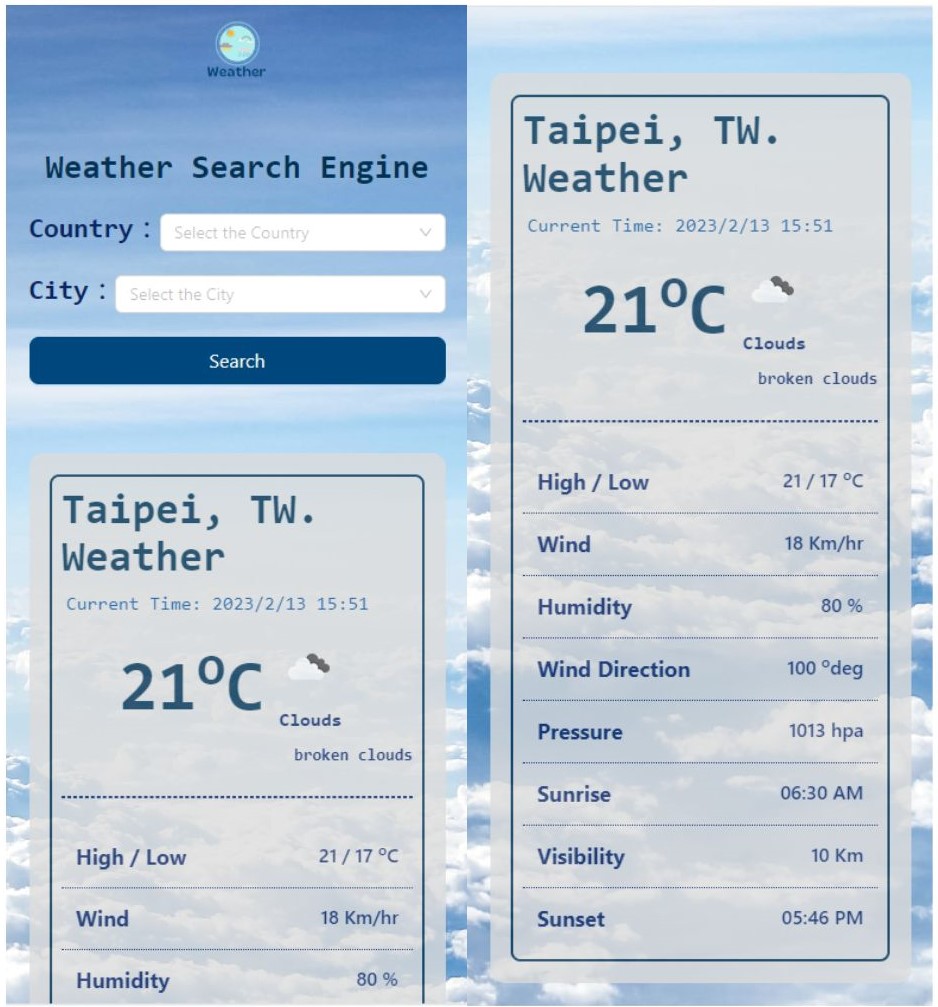 Weather
Weather Search Engine
Country : Select the Country
City : Select the City
Search
Taipei, TW.
Weather
Current Time: 2023/2/13 15:51
21°C
Clouds
broken clouds
High / Low 21 / 17 °C
Wind 18 Km/hr
Humidity 80 %
Taipei, TW.
Weather
Current Time: 2023/2/13 15:51
21°C
Clouds
broken clouds
High / Low 21 / 17 °C
Wind 18 Km/hr
Humidity 80 %
Wind Direction 100 °deg
Pressure 1013 hpa
Sunrise 06:30 AM
Visibility 10 Km
Sunset 05:46 PM